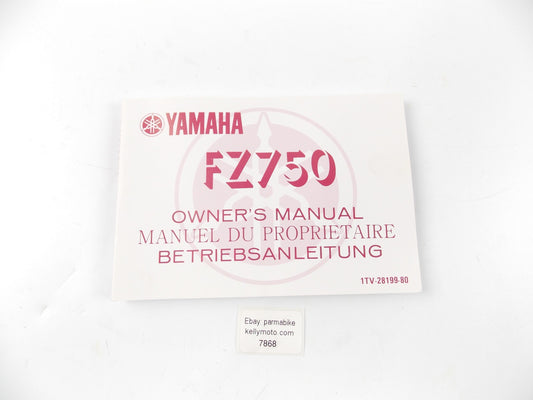 YAMAHA
FZ750
OWNER'S MANUAL
MANUEL DU PROPRIETAIRE
BETRIEBSANLEITUNG
1TV-28199-80
Ebay parmabike
kellymoto com
7868